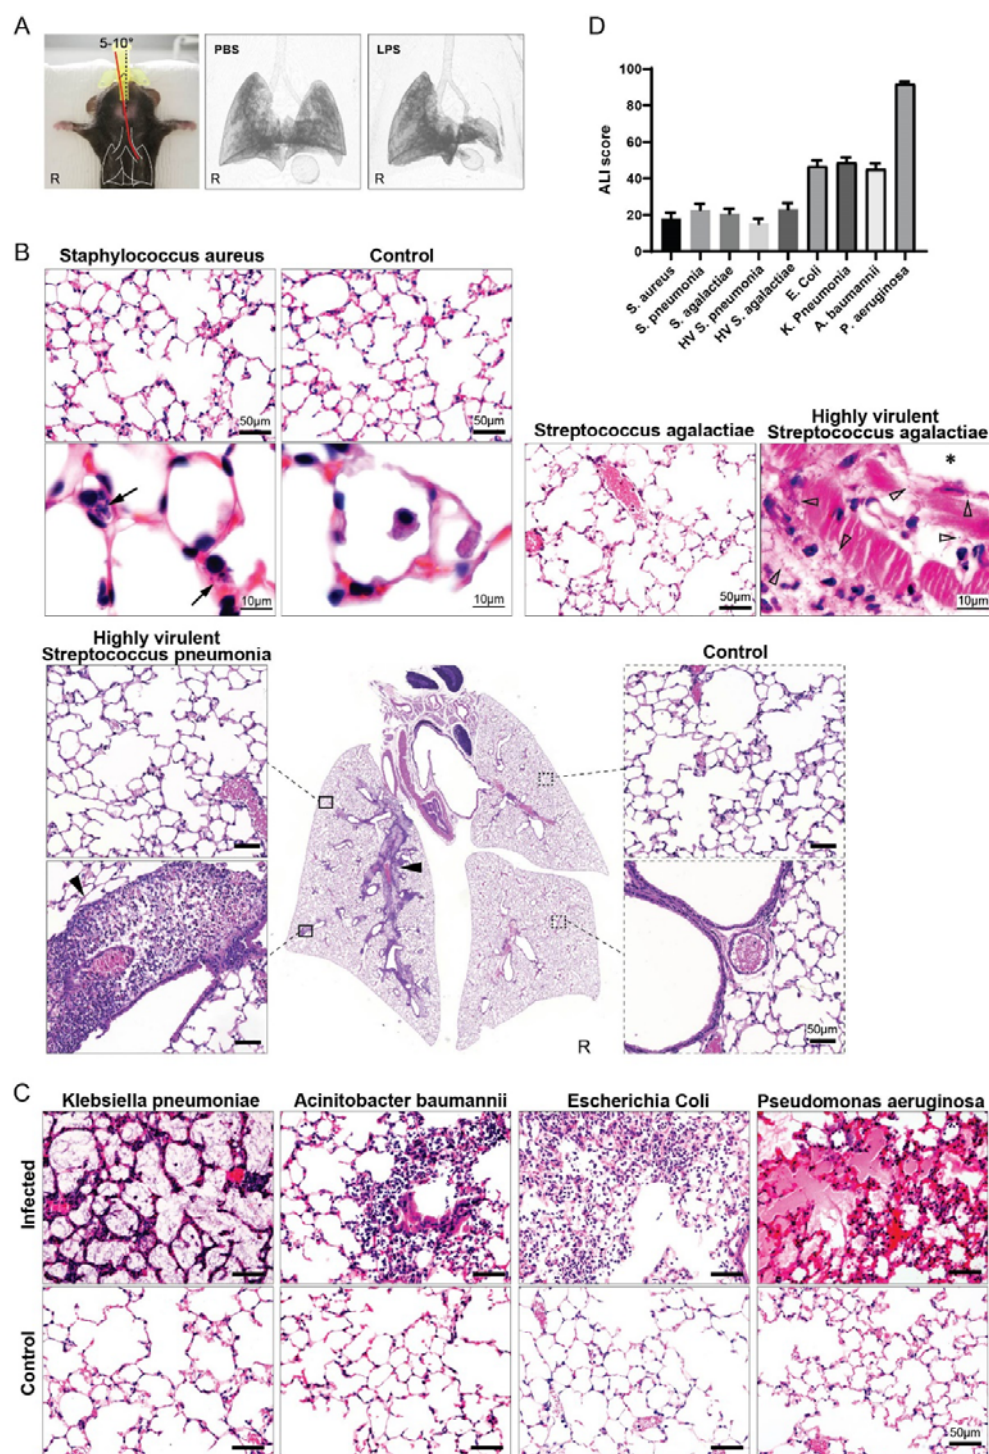 A
5-10°
R
PBS
R
LPS
R
D
ALI score
100
80
60
40
20
0
S. aureus
S. pneumonia
S. agalactiae
HV S. pneumonia
HV S. agalactiae
E. Coli
K. Pneumonia
A. baumannii
P. aeruginosa
B
Staphylococcus aureus
Control
50µm
50µm
10µm
10µm
Streptococcus agalactiae
Highly virulent
Streptococcus agalactiae
*
50µm
10µm
Highly virulent
Streptococcus pneumonia
Control
R
50µm
C
Klebsiella pneumoniae
Acinitobacter baumannii
Escherichia Coli
Pseudomonas aeruginosa
Infected
Control
50µm